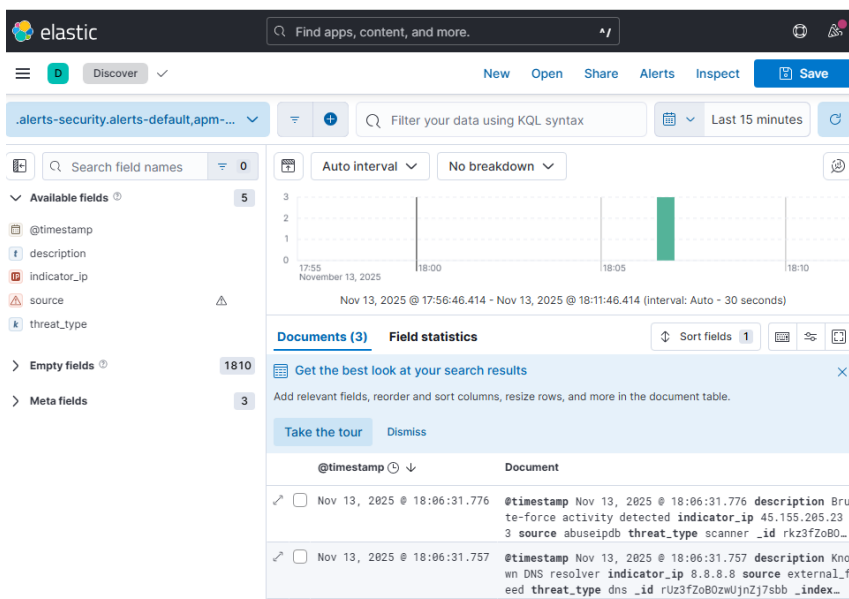 elastic
Find apps, content, and more.
^/
D
Discover
New Open Share Alerts Inspect Save
.alerts-security.alerts-default,apm-...
Filter your data using KQL syntax
Last 15 minutes
Search field names
0
Available fields
5
@timestamp
t description
IP indicator_ip
source
k threat_type
Empty fields
1810
Meta fields
3
Auto interval
No breakdown
3
2
1
0
17:55 18:00 18:05 18:10
November 13, 2025
Nov 13, 2025 @ 17:56:46.414 - Nov 13, 2025 @ 18:11:46.414 (interval: Auto - 30 seconds)
Documents (3) Field statistics
Sort fields 1
Get the best look at your search results
Add relevant fields, reorder and sort columns, resize rows, and more in the document table.
Take the tour Dismiss
@timestamp Document
Nov 13, 2025 @ 18:06:31.776
@timestamp Nov 13, 2025 @ 18:06:31.776 description Bru
te-force activity detected indicator_ip 45.155.205.23
3 source abuseipdb threat_type scanner _id rkz3fZoBO…
Nov 13, 2025 @ 18:06:31.757
@timestamp Nov 13, 2025 @ 18:06:31.757 description Kno
wn DNS resolver indicator_ip 8.8.8.8 source external_f
eed threat_type dns _id rUz3fZoBOzwUjnZj7sbb _index…